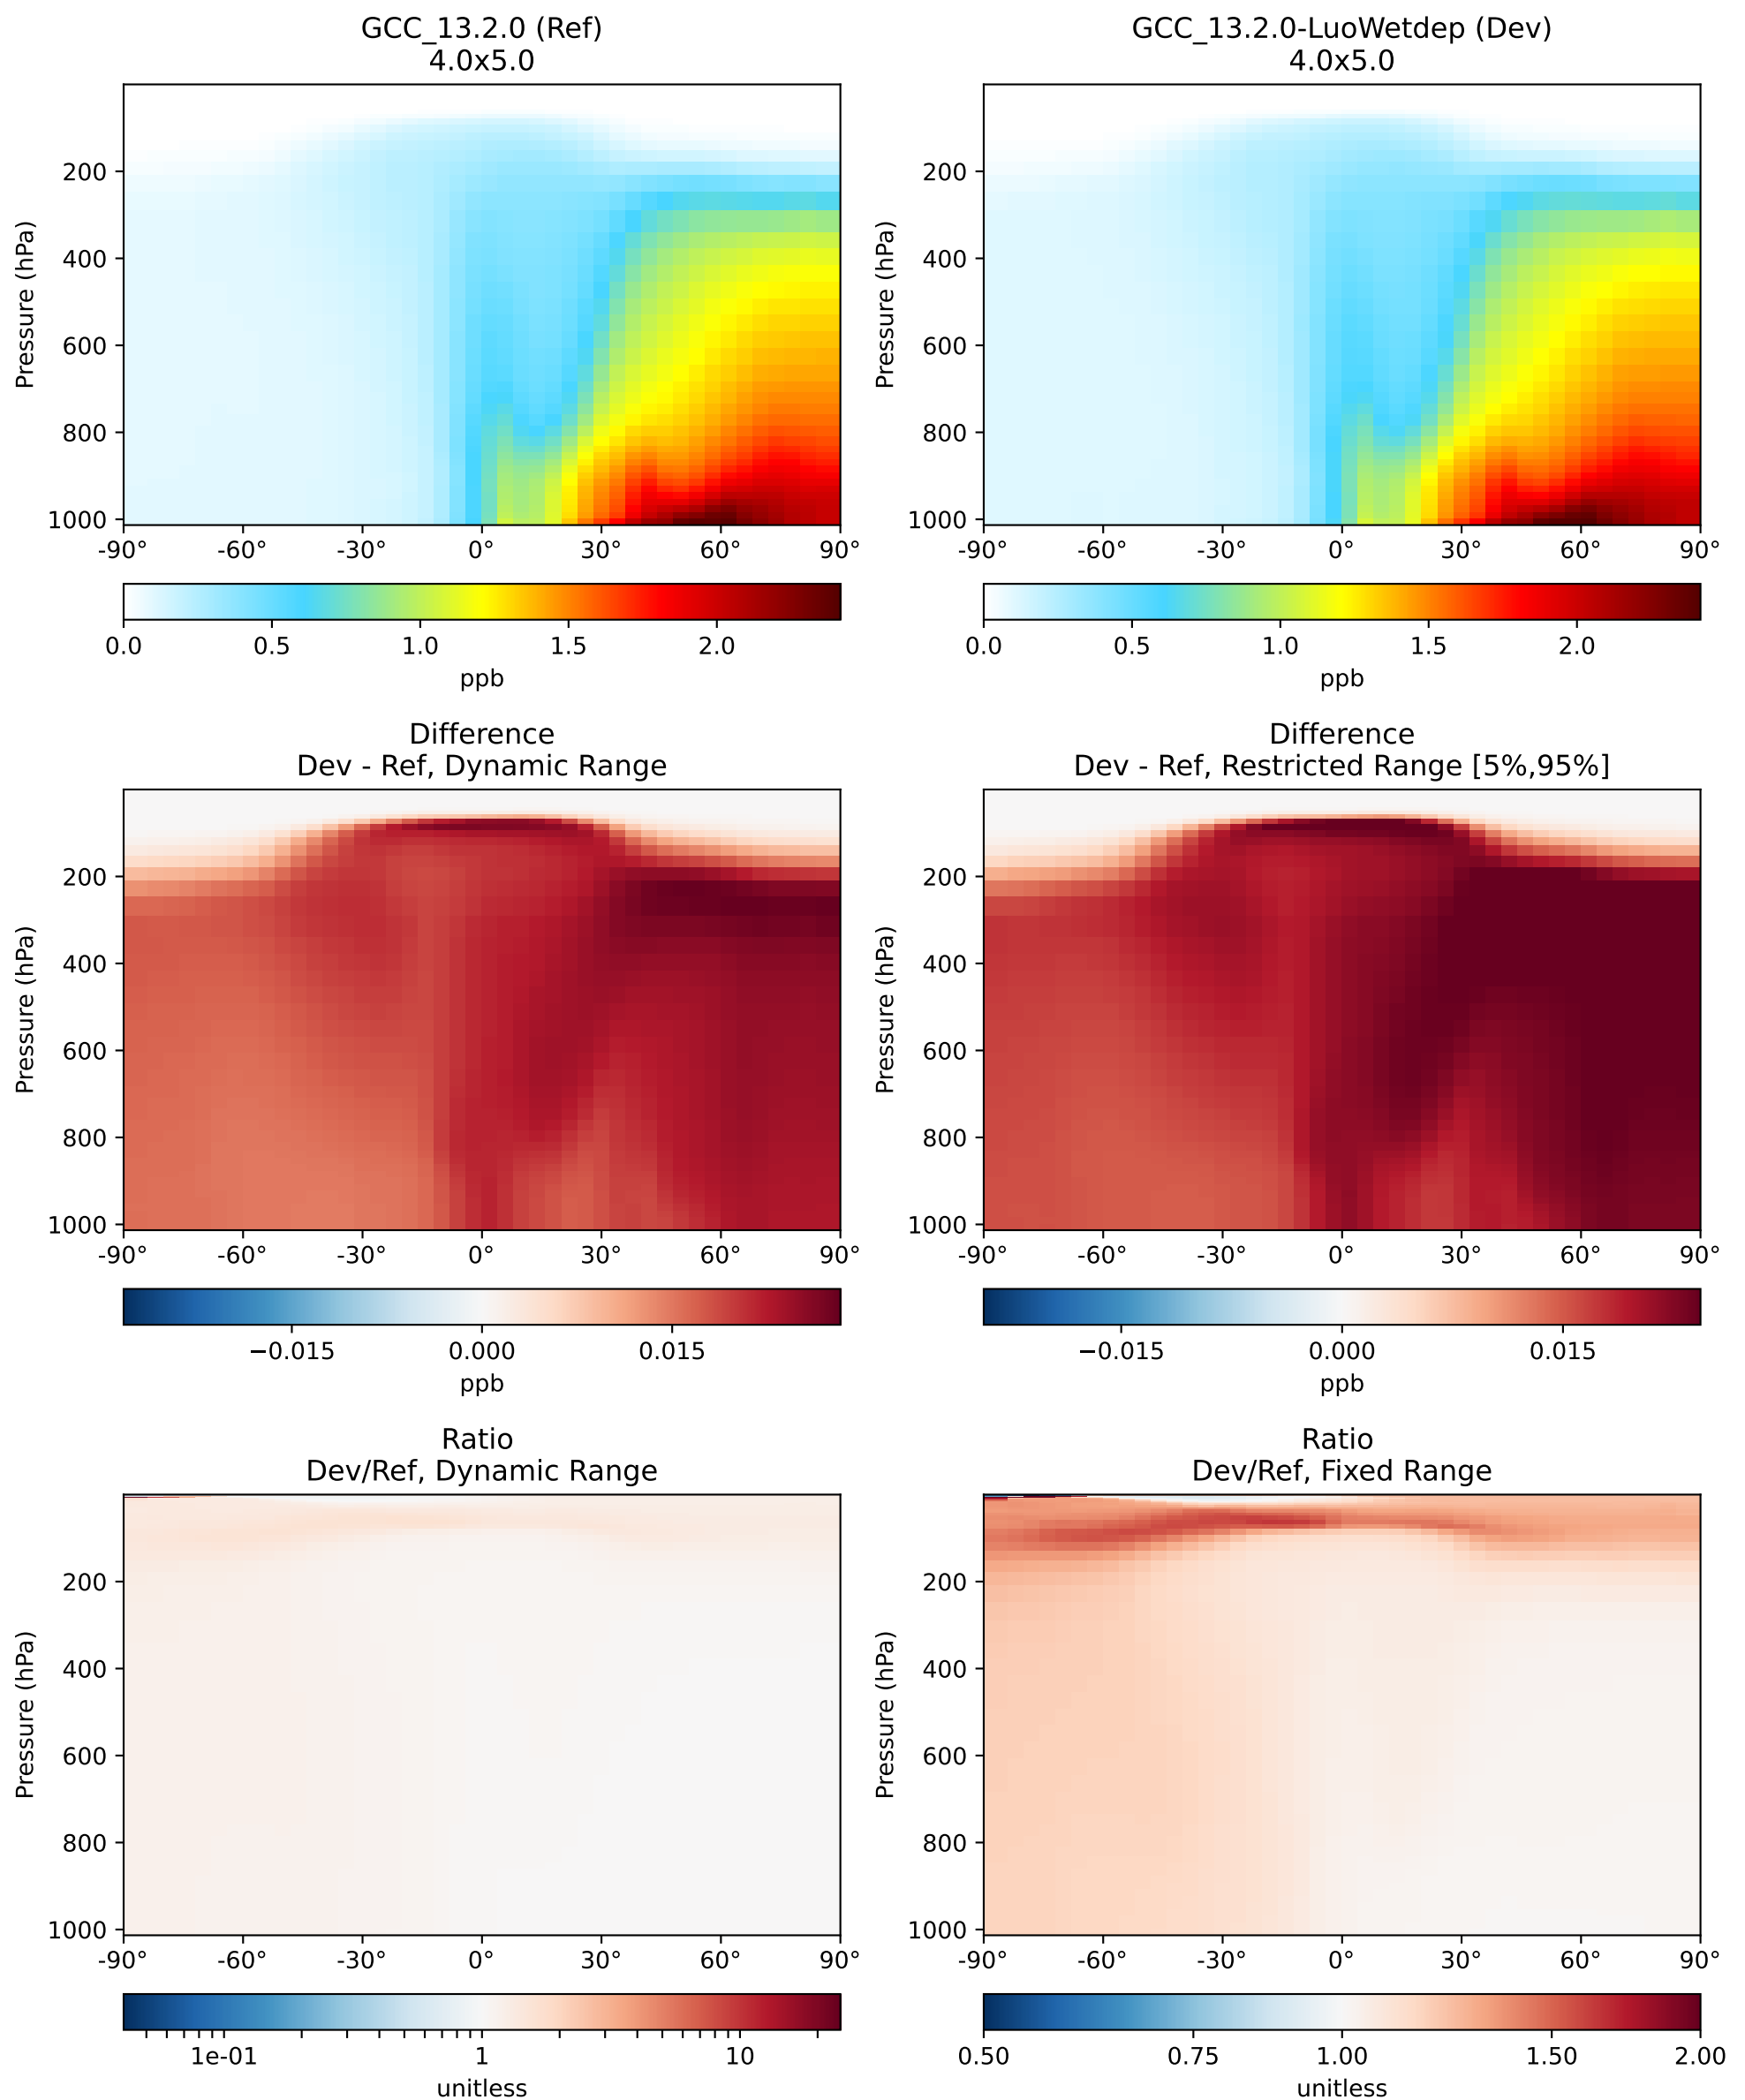 GCC_13.2.0 (Ref)
4.0x5.0
GCC_13.2.0-LuoWetdep (Dev)
4.0x5.0
Pressure (hPa)
200
400
600
800
1000
-90° -60° -30° 0° 30° 60° 90°
0.0 0.5 1.0 1.5 2.0
ppb
Pressure (hPa)
200
400
600
800
1000
-90° -60° -30° 0° 30° 60° 90°
0.0 0.5 1.0 1.5 2.0
ppb
Difference
Dev - Ref, Dynamic Range
Difference
Dev - Ref, Restricted Range [5%,95%]
Pressure (hPa)
200
400
600
800
1000
-90° -60° -30° 0° 30° 60° 90°
−0.015 0.000 0.015
ppb
Pressure (hPa)
200
400
600
800
1000
-90° -60° -30° 0° 30° 60° 90°
−0.015 0.000 0.015
ppb
Ratio
Dev/Ref, Dynamic Range
Ratio
Dev/Ref, Fixed Range
Pressure (hPa)
200
400
600
800
1000
-90° -60° -30° 0° 30° 60° 90°
1e-01 1 10
unitless
Pressure (hPa)
200
400
600
800
1000
-90° -60° -30° 0° 30° 60° 90°
0.50 0.75 1.00 1.50 2.00
unitless